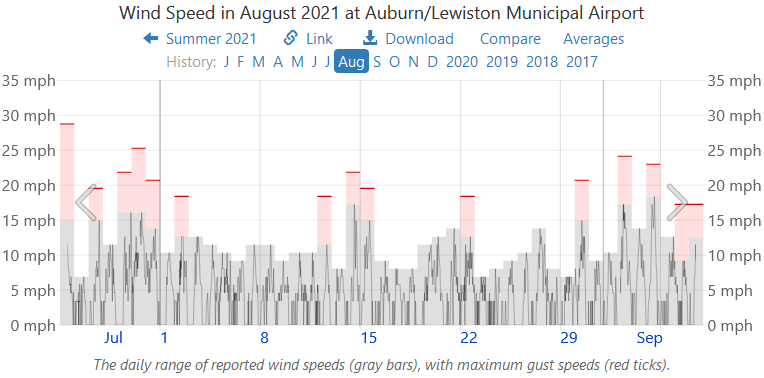 Wind Speed in August 2021 at Auburn/Lewiston Municipal Airport
Summer 2021 Link Download Compare Averages
History: J F M A M J J Aug S O N D 2020 2019 2018 2017
35 mph 35 mph
30 mph 30 mph
25 mph 25 mph
20 mph 20 mph
15 mph 15 mph
10 mph 10 mph
5 mph 5 mph
0 mph 0 mph
Jul 1 8 15 22 29 Sep
The daily range of reported wind speeds (gray bars), with maximum gust speeds (red ticks).